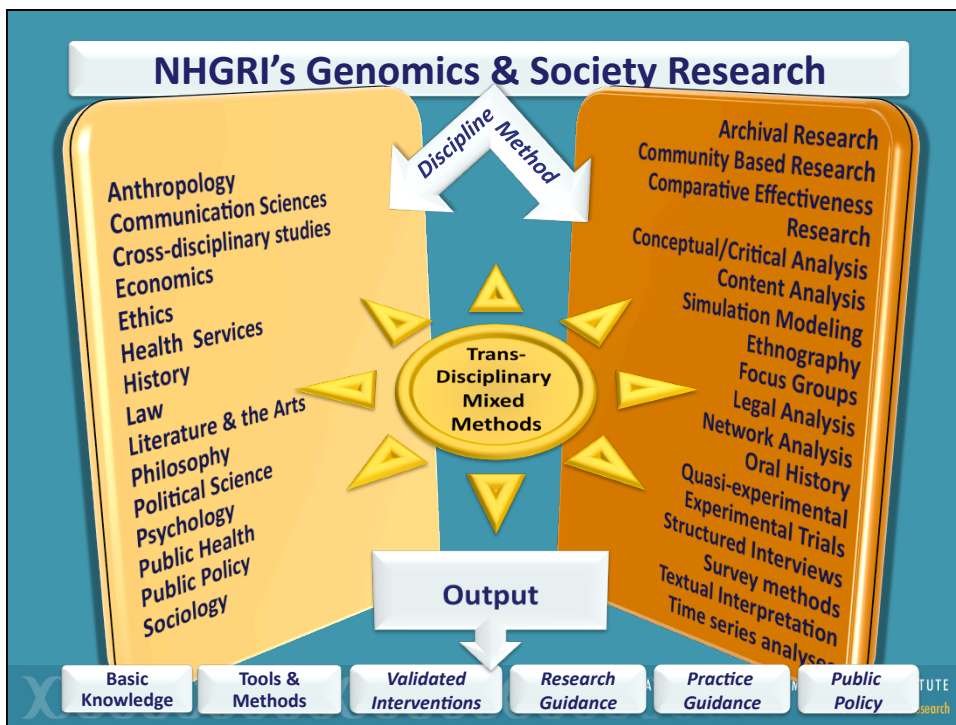 NHGRI's Genomics & Society Research
Discipline
Method
Anthropology
Communication Sciences
Cross-disciplinary studies
Economics
Ethics
Health Services
History
Law
Literature & the Arts
Philosophy
Political Science
Psychology
Public Health
Public Policy
Sociology
Archival Research
Community Based Research
Comparative Effectiveness
Research
Conceptual/Critical Analysis
Content Analysis
Simulation Modeling
Ethnography
Focus Groups
Legal Analysis
Network Analysis
Oral History
Quasi-experimental
Experimental Trials
Structured Interviews
Survey methods
Textual Interpretation
Time series analyses
Trans-
Disciplinary
Mixed
Methods
Output
Basic
Knowledge
Tools &
Methods
Validated
Interventions
Research
Guidance
Practice
Guidance
Public
Policy